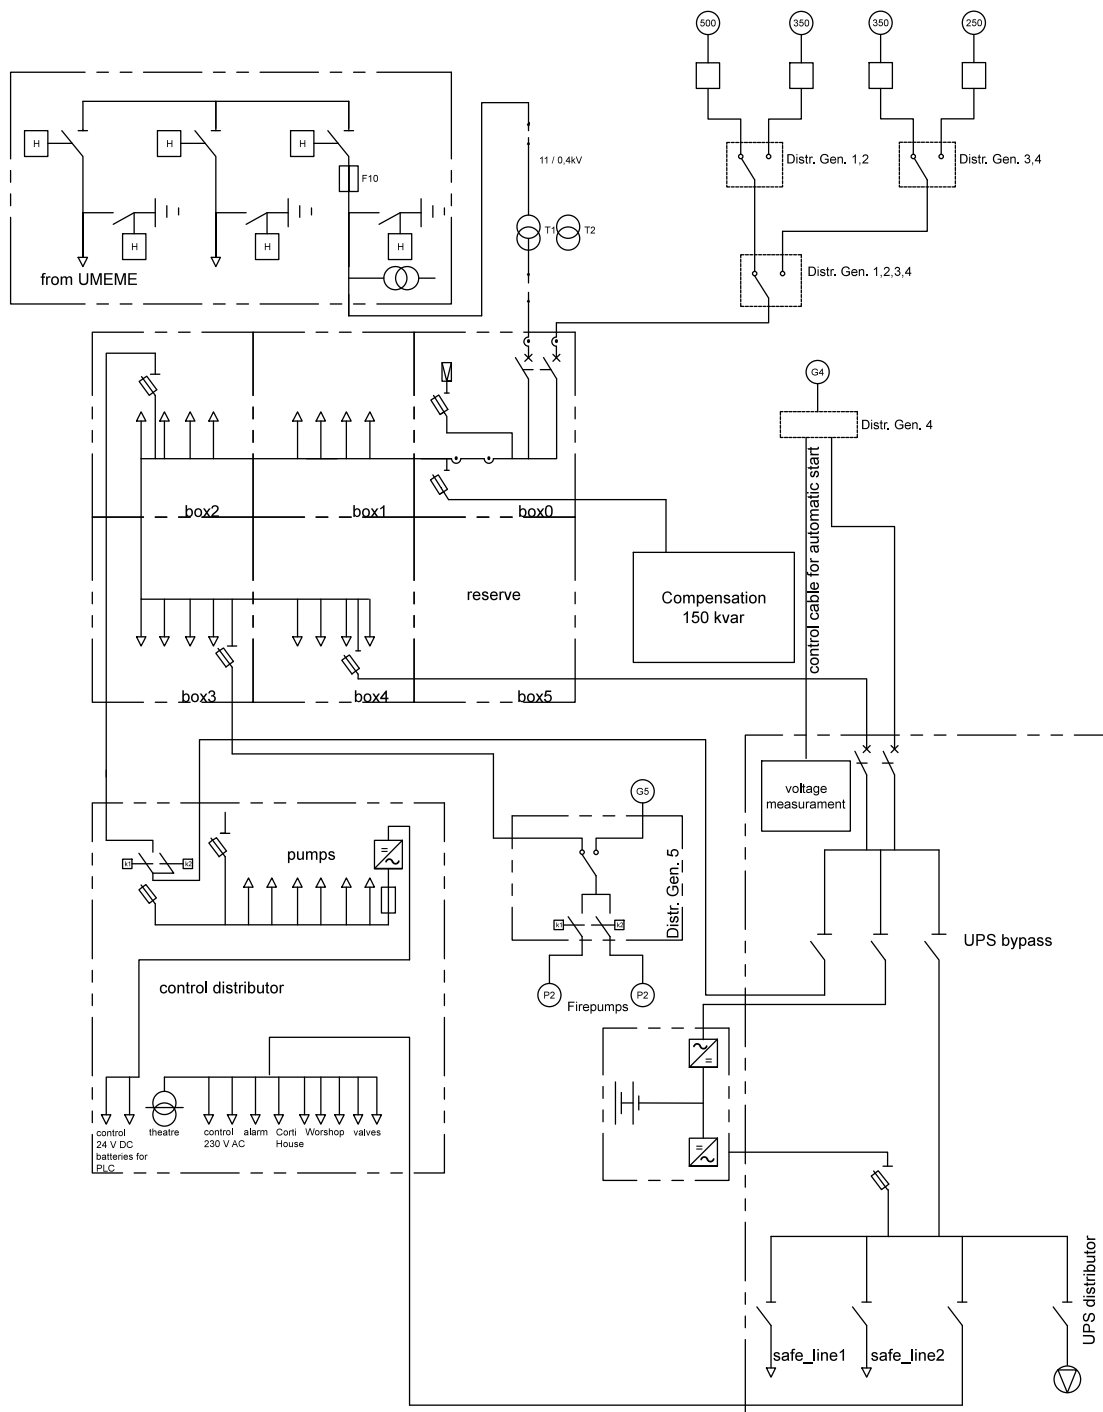 500
350
350
250
H
H
H
F10
11 / 0,4kV
Distr. Gen. 1,2
Distr. Gen. 3,4
T1
T2
H
H
H
from UMEME
Distr. Gen. 1,2,3,4
G4
Distr. Gen. 4
box2
box1
box0
control cable for automatic start
reserve
Compensation
150 kvar
box3
box4
box5
voltage
measurament
G5
Distr. Gen. 5
pumps
k1
k2
k1
k2
UPS bypass
control distributor
P2
P2
Firepumps
control
24 V DC
batteries for
PLC
theatre
control
230 V AC
alarm
Corti
House
Worshop
valves
UPS distributor
safe_line1
safe_line2